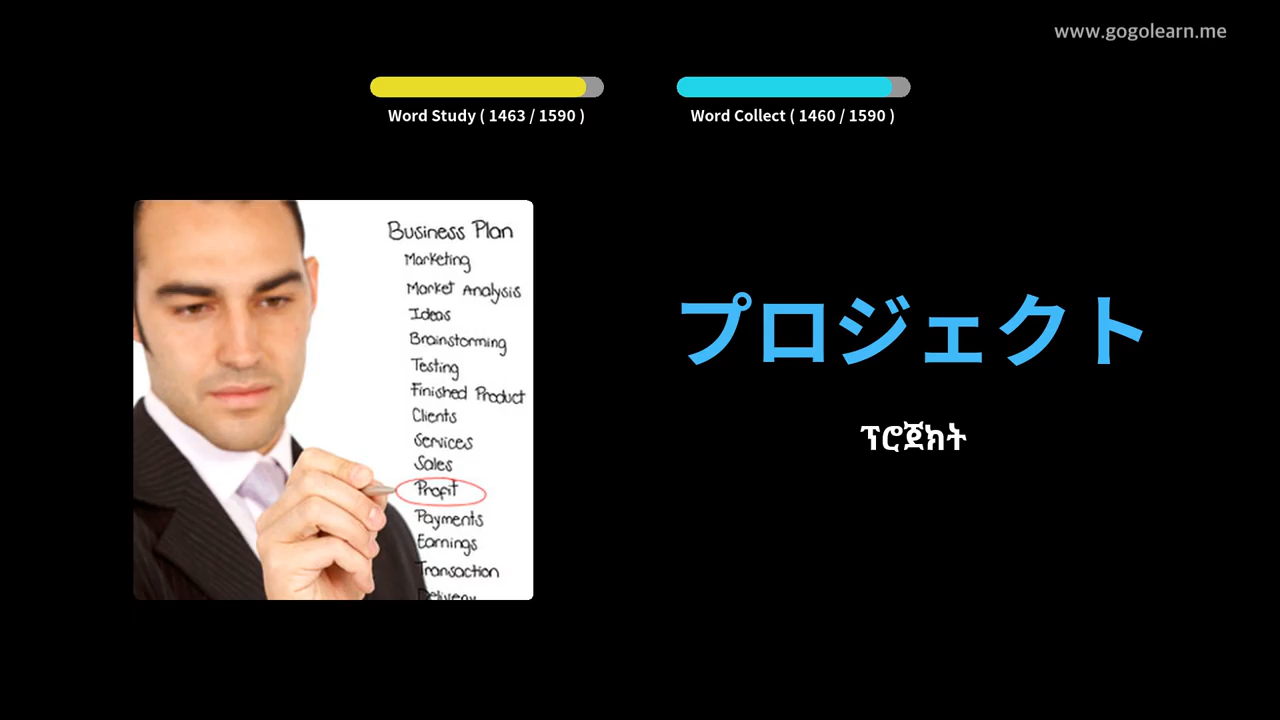 www.gogolearn.me
Word Study ( 1463 / 1590 )
Word Collect ( 1460 / 1590 )
Business Plan
Marketing
Market Analysis
Ideas
Brainstorming
Testing
Finished Product
Clients
Services
Sales
Profit
Payments
Earnings
Transaction
Delivery
プロジェクト
ፕሮጀክት